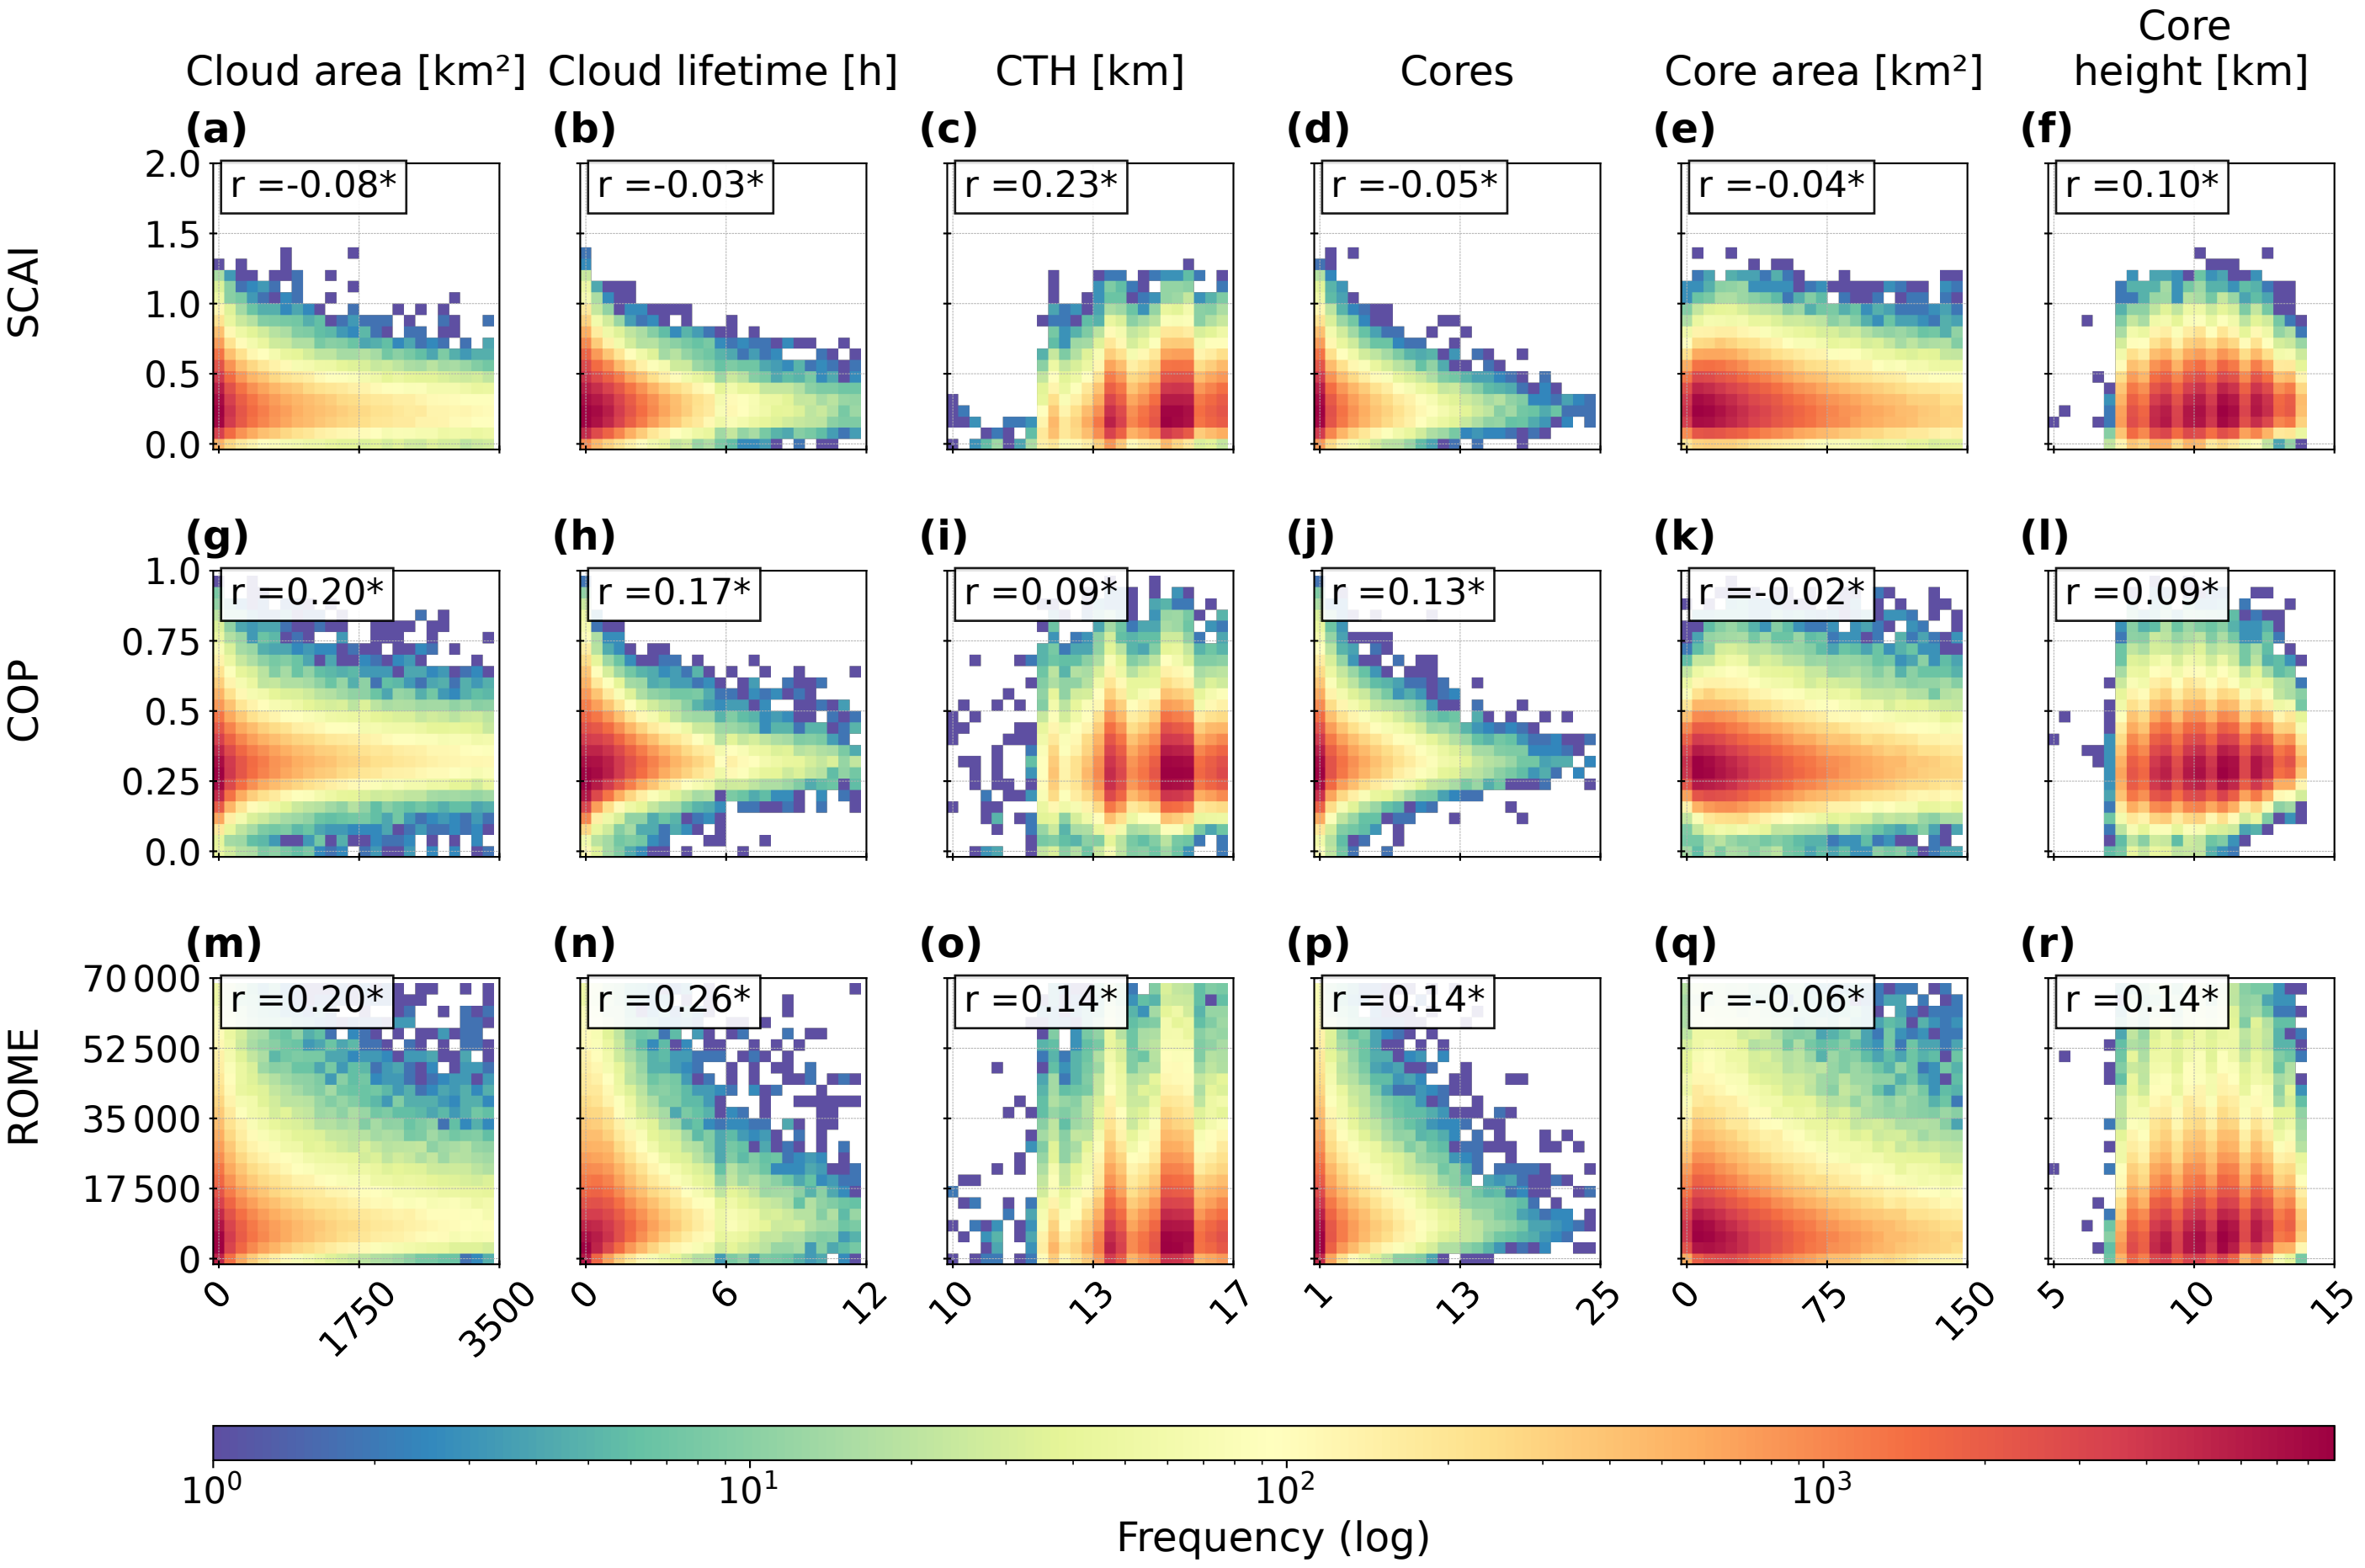 Cloud area [km²] Cloud lifetime [h] CTH [km] Cores Core area [km²] Core
height [km]
(a) (b) (c) (d) (e) (f)
SCAI
2.0
1.5
1.0
0.5
0.0
r =-0.08* r =-0.03* r =0.23* r =-0.05* r =-0.04* r =0.10*
(g) (h) (i) (j) (k) (l)
COP
1.0
0.75
0.5
0.25
0.0
r =0.20* r =0.17* r =0.09* r =0.13* r =-0.02* r =0.09*
(m) (n) (o) (p) (q) (r)
ROME
70 000
52 500
35 000
17 500
0
r =0.20* r =0.26* r =0.14* r =0.14* r =-0.06* r =0.14*
0 1750 3500 0 6 12 10 13 17 1 13 25 0 75 150 5 10 15
10⁰ 10¹ 10² 10³
Frequency (log)